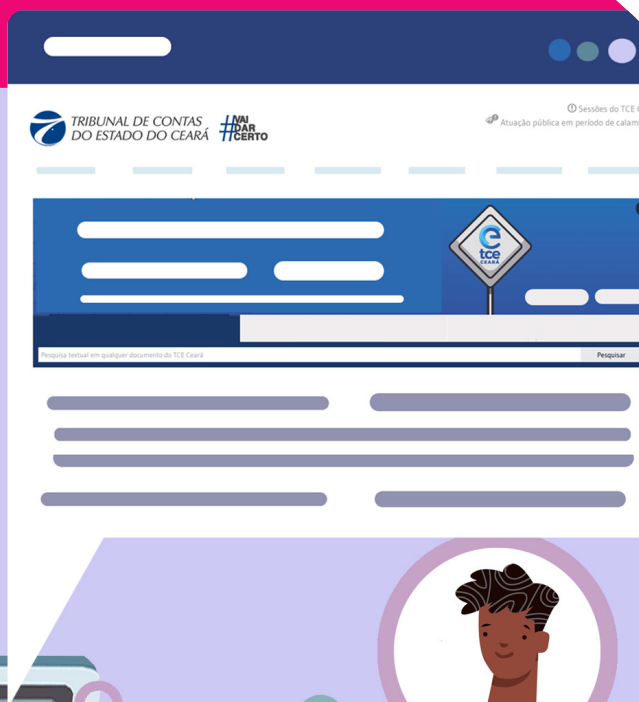 Sessões do TCE
Atuação pública em período de calam
TRIBUNAL DE CONTAS
DO ESTADO DO CEARÁ
#VAI
DAR
CERTO
e
tce
CEARÁ
Pesquisa textual em qualquer documento do TCE Ceará
Pesquisar